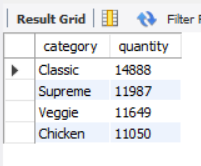 Result Grid Filter
category quantity
Classic 14888
Supreme 11987
Veggie 11649
Chicken 11050